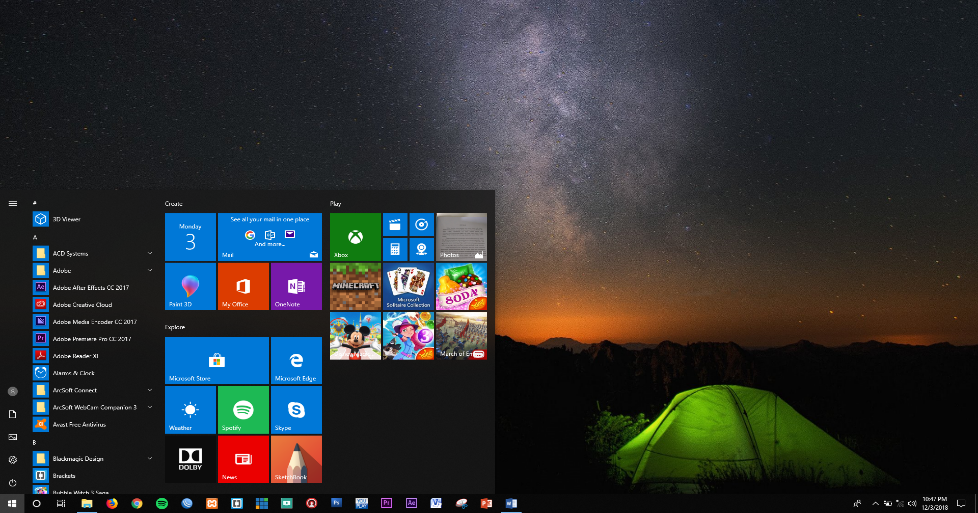 #
3D Viewer
A
ACD Systems
Adobe
Adobe After Effects CC 2017
Adobe Creative Cloud
Adobe Media Encoder CC 2017
Adobe Premiere Pro CC 2017
Adobe Reader XI
Alarms & Clock
ArcSoft Connect
ArcSoft WebCam Companion 3
Avast Free Antivirus
B
Blackmagic Design
Brackets
Bubble Witch 3 Saga
Create
Monday
3
See all your mail in one place
And more...
Mail
Paint 3D
My Office
OneNote
Explore
Microsoft Store
Microsoft Edge
Weather
Spotify
Skype
DOLBY
News
SketchBook
Play
Xbox
Photos
MINECRAFT
Microsoft
Solitaire Collection
SODA
3
March of Em
10:47 PM
12/3/2018